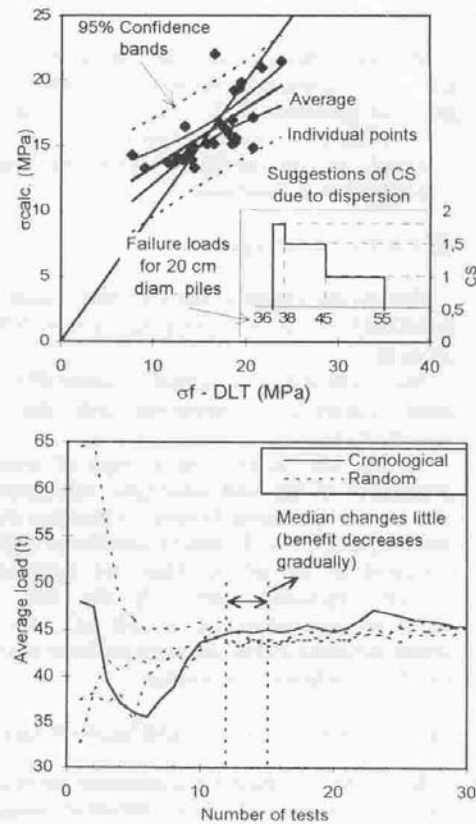 95% Confidence
bands
Average
Individual points
Suggestions of CS
due to dispersion
Failure loads
for 20 cm
diam. piles
25
20
15
10
5
0
σcalc. (MPa)
2
1,5
1
0,5
0
CS
36 38 45 55
0 10 20 30 40
σf - DLT (MPa)
65
60
55
50
45
40
35
30
Average load (t)
Cronological
Random
Median changes little
(benefit decreases
gradually)
0 10 20 30
Number of tests